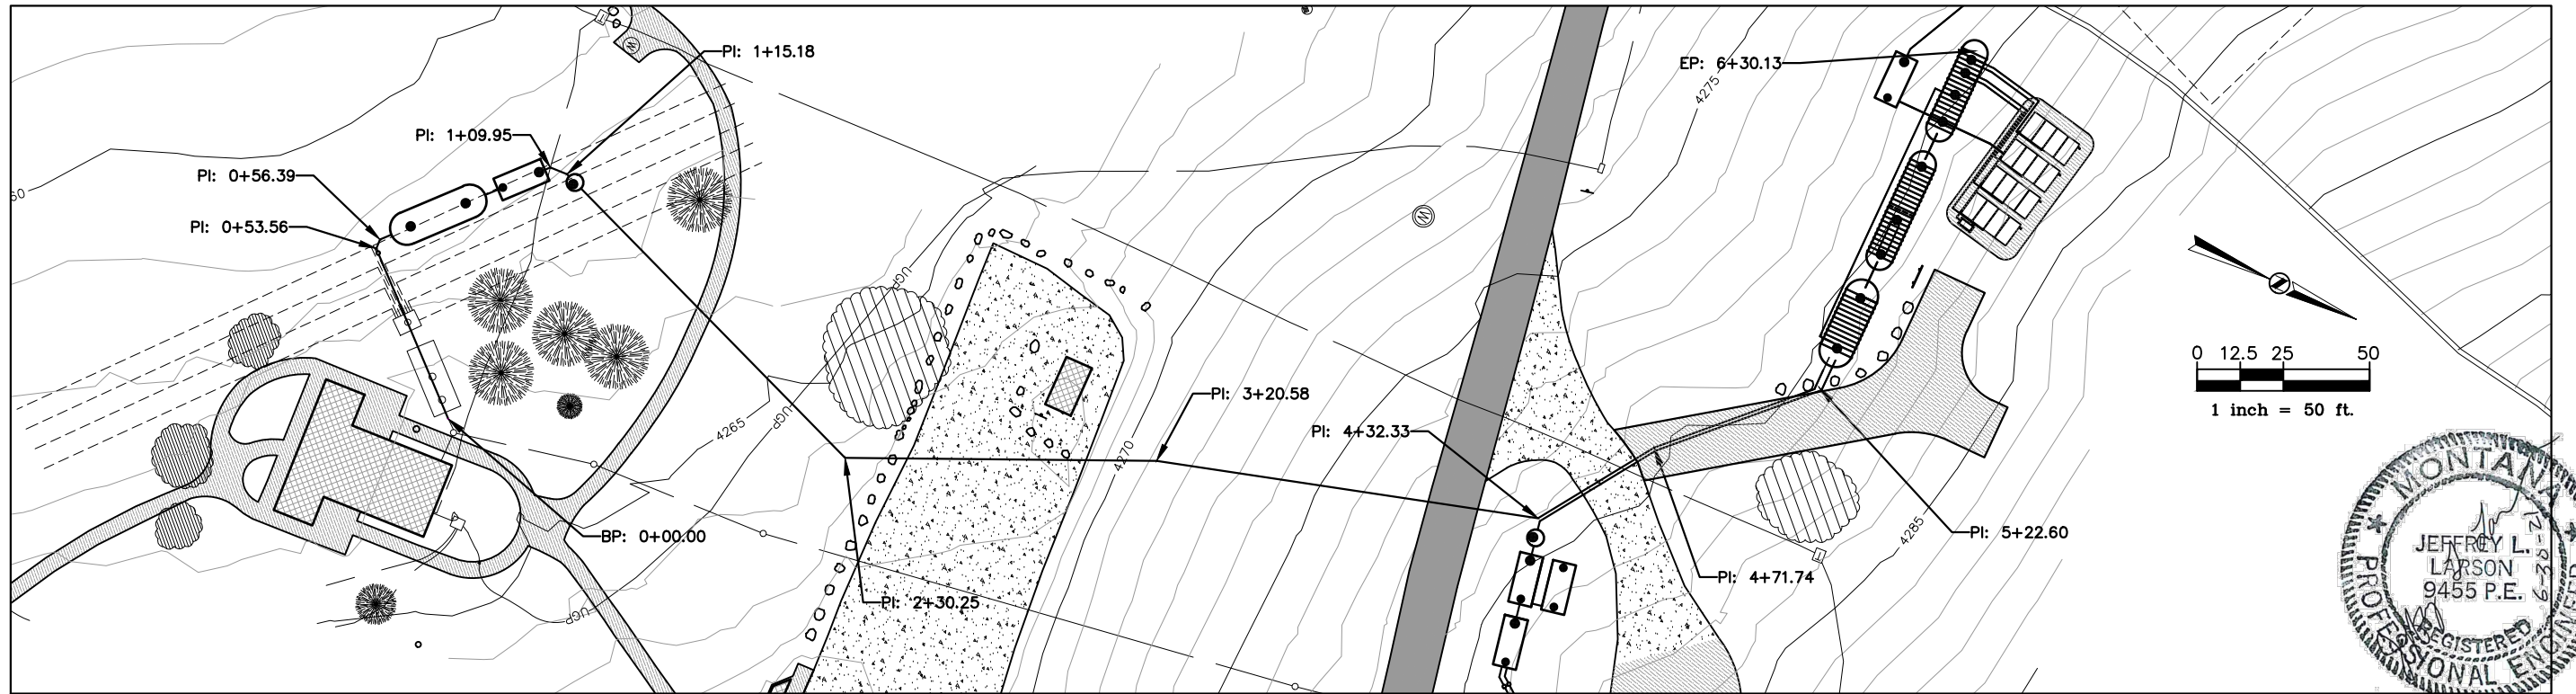 PI: 1+15.18
PI: 1+09.95
PI: 0+56.39
PI: 0+53.56
BP: 0+00.00
PI: 2+30.25
PI: 3+20.58
PI: 4+32.33
PI: 4+71.74
PI: 5+22.60
EP: 6+30.13
W
W
UGP
UGP
UGP
4265
4270
4275
4285
0 12.5 25 50
1 inch = 50 ft.
MONTANA
JEFFREY L.
LARSON
9455 P.E.
REGISTERED
PROFESSIONAL ENGINEER